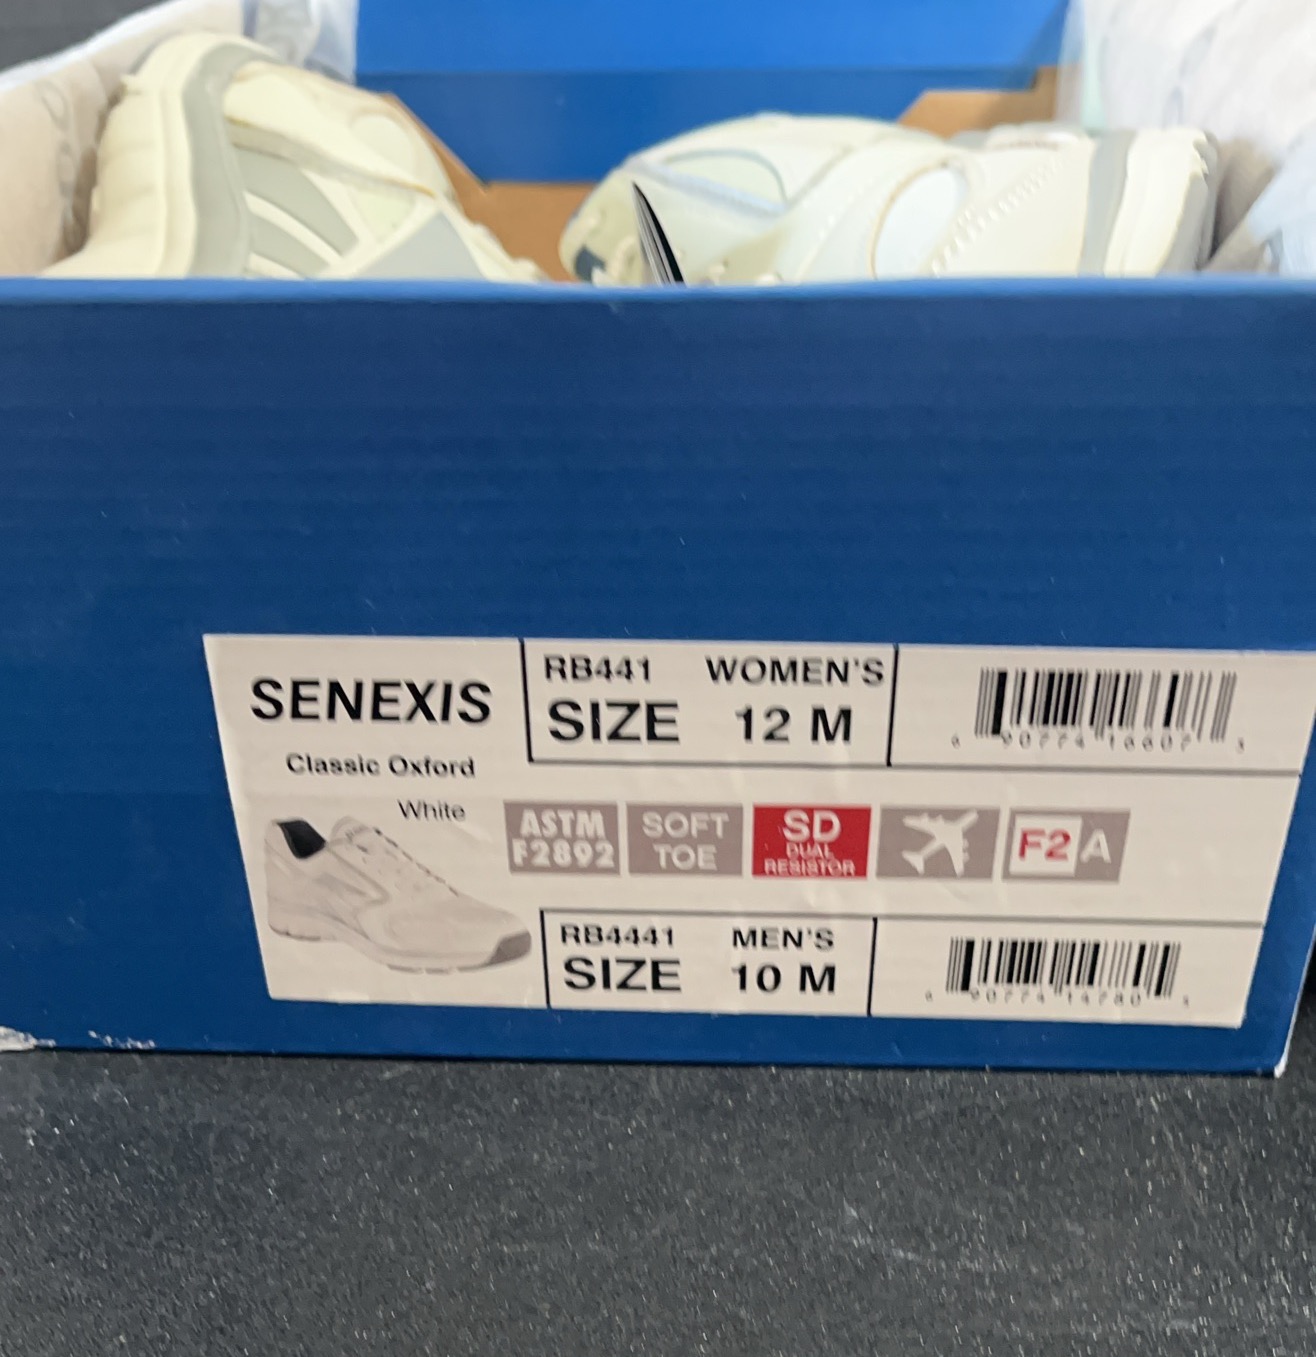 SENEXIS
Classic Oxford
White
RB441 WOMEN'S
SIZE 12 M
ASTM
F2892
SOFT
TOE
SD
DUAL
RESISTOR
F2 A
RB4441 MEN'S
SIZE 10 M